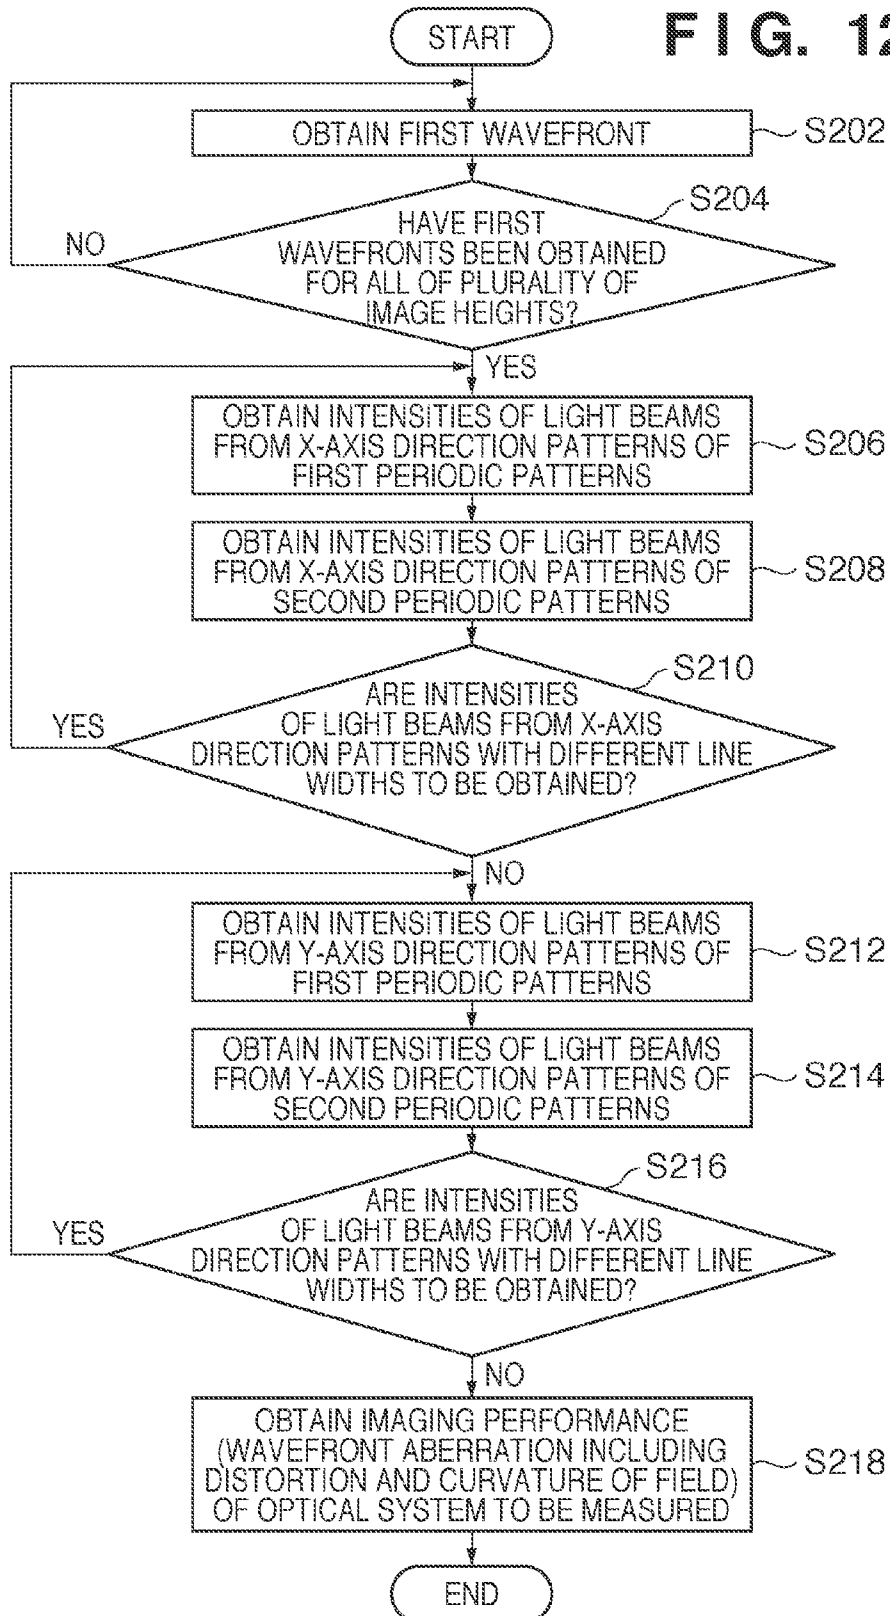 FIG. 12
START
OBTAIN FIRST WAVEFRONT
S202
S204
HAVE FIRST
WAVEFRONTS BEEN OBTAINED
FOR ALL OF PLURALITY OF
IMAGE HEIGHTS?
NO
YES
OBTAIN INTENSITIES OF LIGHT BEAMS
FROM X-AXIS DIRECTION PATTERNS OF
FIRST PERIODIC PATTERNS
S206
OBTAIN INTENSITIES OF LIGHT BEAMS
FROM X-AXIS DIRECTION PATTERNS OF
SECOND PERIODIC PATTERNS
S208
S210
ARE INTENSITIES
OF LIGHT BEAMS FROM X-AXIS
DIRECTION PATTERNS WITH DIFFERENT LINE
WIDTHS TO BE OBTAINED?
YES
NO
OBTAIN INTENSITIES OF LIGHT BEAMS
FROM Y-AXIS DIRECTION PATTERNS OF
FIRST PERIODIC PATTERNS
S212
OBTAIN INTENSITIES OF LIGHT BEAMS
FROM Y-AXIS DIRECTION PATTERNS OF
SECOND PERIODIC PATTERNS
S214
S216
ARE INTENSITIES
OF LIGHT BEAMS FROM Y-AXIS
DIRECTION PATTERNS WITH DIFFERENT LINE
WIDTHS TO BE OBTAINED?
YES
NO
OBTAIN IMAGING PERFORMANCE
(WAVEFRONT ABERRATION INCLUDING
DISTORTION AND CURVATURE OF FIELD)
OF OPTICAL SYSTEM TO BE MEASURED
S218
END